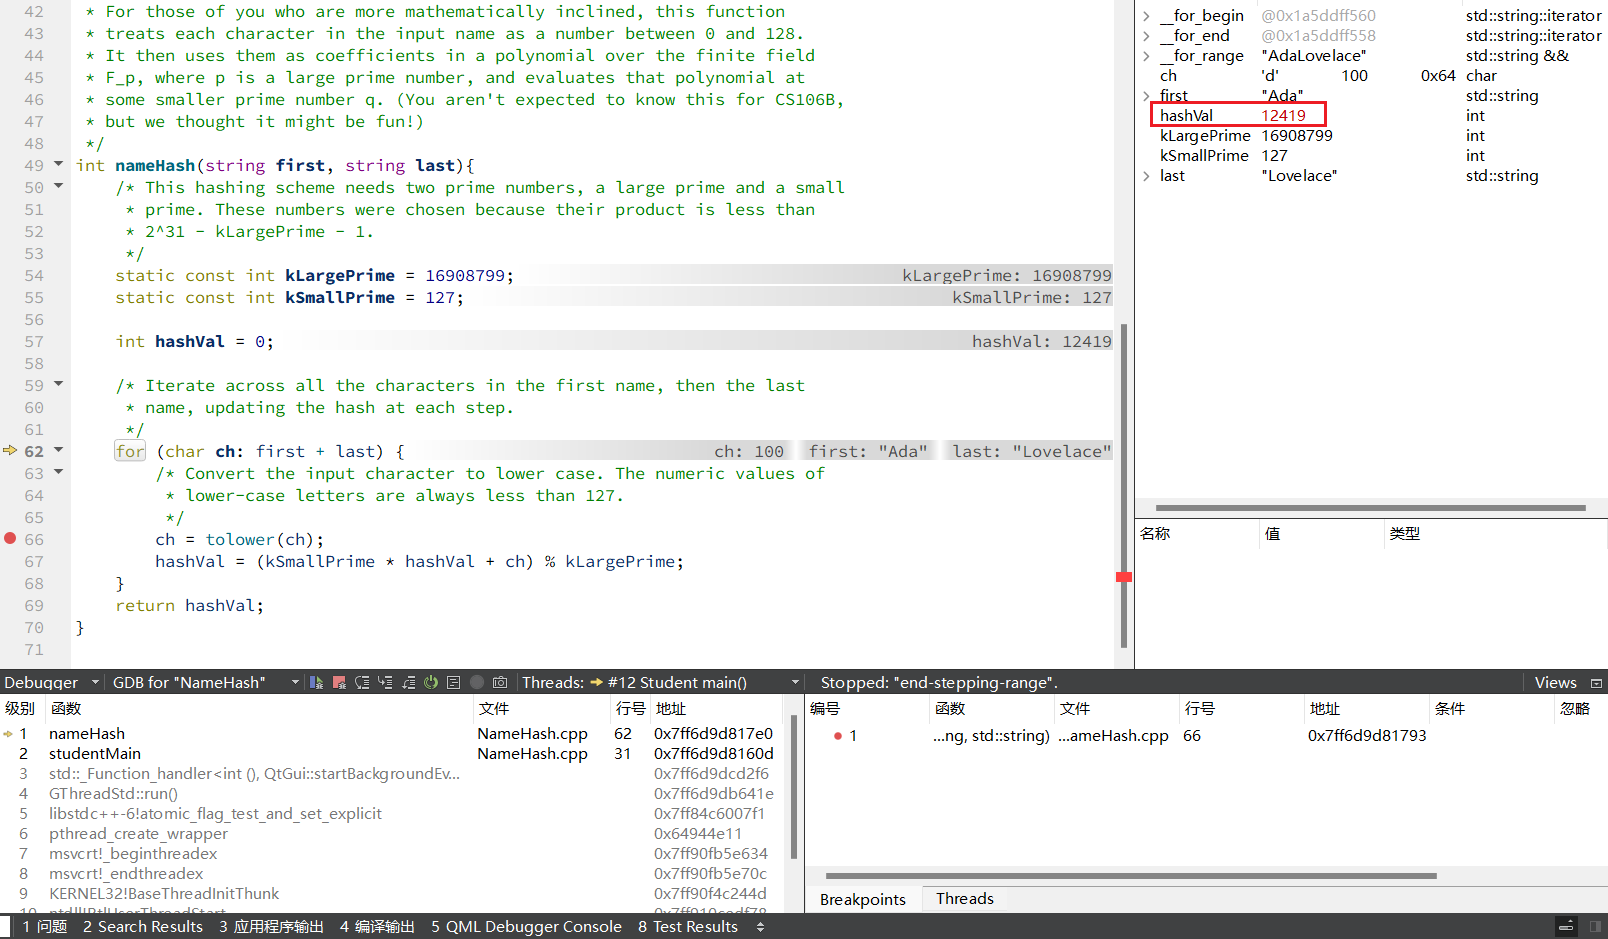 42 * For those of you who are more mathematically inclined, this function
43 * treats each character in the input name as a number between 0 and 128.
44 * It then uses them as coefficients in a polynomial over the finite field
45 * F_p, where p is a large prime number, and evaluates that polynomial at
46 * some smaller prime number q. (You aren't expected to know this for CS106B,
47 * but we thought it might be fun!)
48 */
49 int nameHash(string first, string last){
50 /* This hashing scheme needs two prime numbers, a large prime and a small
51 * prime. These numbers were chosen because their product is less than
52 * 2^31 - kLargePrime - 1.
53 */
54 static const int kLargePrime = 16908799; kLargePrime: 16908799
55 static const int kSmallPrime = 127; kSmallPrime: 127
56
57 int hashVal = 0; hashVal: 12419
58
59 /* Iterate across all the characters in the first name, then the last
60 * name, updating the hash at each step.
61 */
62 for (char ch: first + last) { ch: 100 first: "Ada" last: "Lovelace"
63 /* Convert the input character to lower case. The numeric values of
64 * lower-case letters are always less than 127.
65 */
66 ch = tolower(ch);
67 hashVal = (kSmallPrime * hashVal + ch) % kLargePrime;
68 }
69 return hashVal;
70 }
71
__for_begin @0x1a5ddff560 std::string::iterator
__for_end @0x1a5ddff558 std::string::iterator
__for_range "AdaLovelace" std::string &&
ch 'd' 100 0x64 char
first "Ada" std::string
hashVal 12419 int
kLargePrime 16908799 int
kSmallPrime 127 int
last "Lovelace" std::string
名称 值 类型
Debugger GDB for "NameHash" Threads: #12 Student main() Stopped: "end-stepping-range". Views
级别 函数 文件 行号 地址
1 nameHash NameHash.cpp 62 0x7ff6d9d817e0
2 studentMain NameHash.cpp 31 0x7ff6d9d8160d
3 std::_Function_handler<int (), QtGui::startBackgroundEv... 0x7ff6d9dcd2f6
4 GThreadStd::run() 0x7ff6d9db641e
5 libstdc++-6!atomic_flag_test_and_set_explicit 0x7ff84c6007f1
6 pthread_create_wrapper 0x64944e11
7 msvcrt!_beginthreadex 0x7ff90fb5e634
8 msvcrt!_endthreadex 0x7ff90fb5e70c
9 KERNEL32!BaseThreadInitThunk 0x7ff90f4c244d
10 ntdll!RtlUserThreadStart
编号 函数 文件 行号 地址 条件 忽略
1 ...ng, std::string) ...ameHash.cpp 66 0x7ff6d9d81793
Breakpoints Threads
1 问题 2 Search Results 3 应用程序输出 4 编译输出 5 QML Debugger Console 8 Test Results